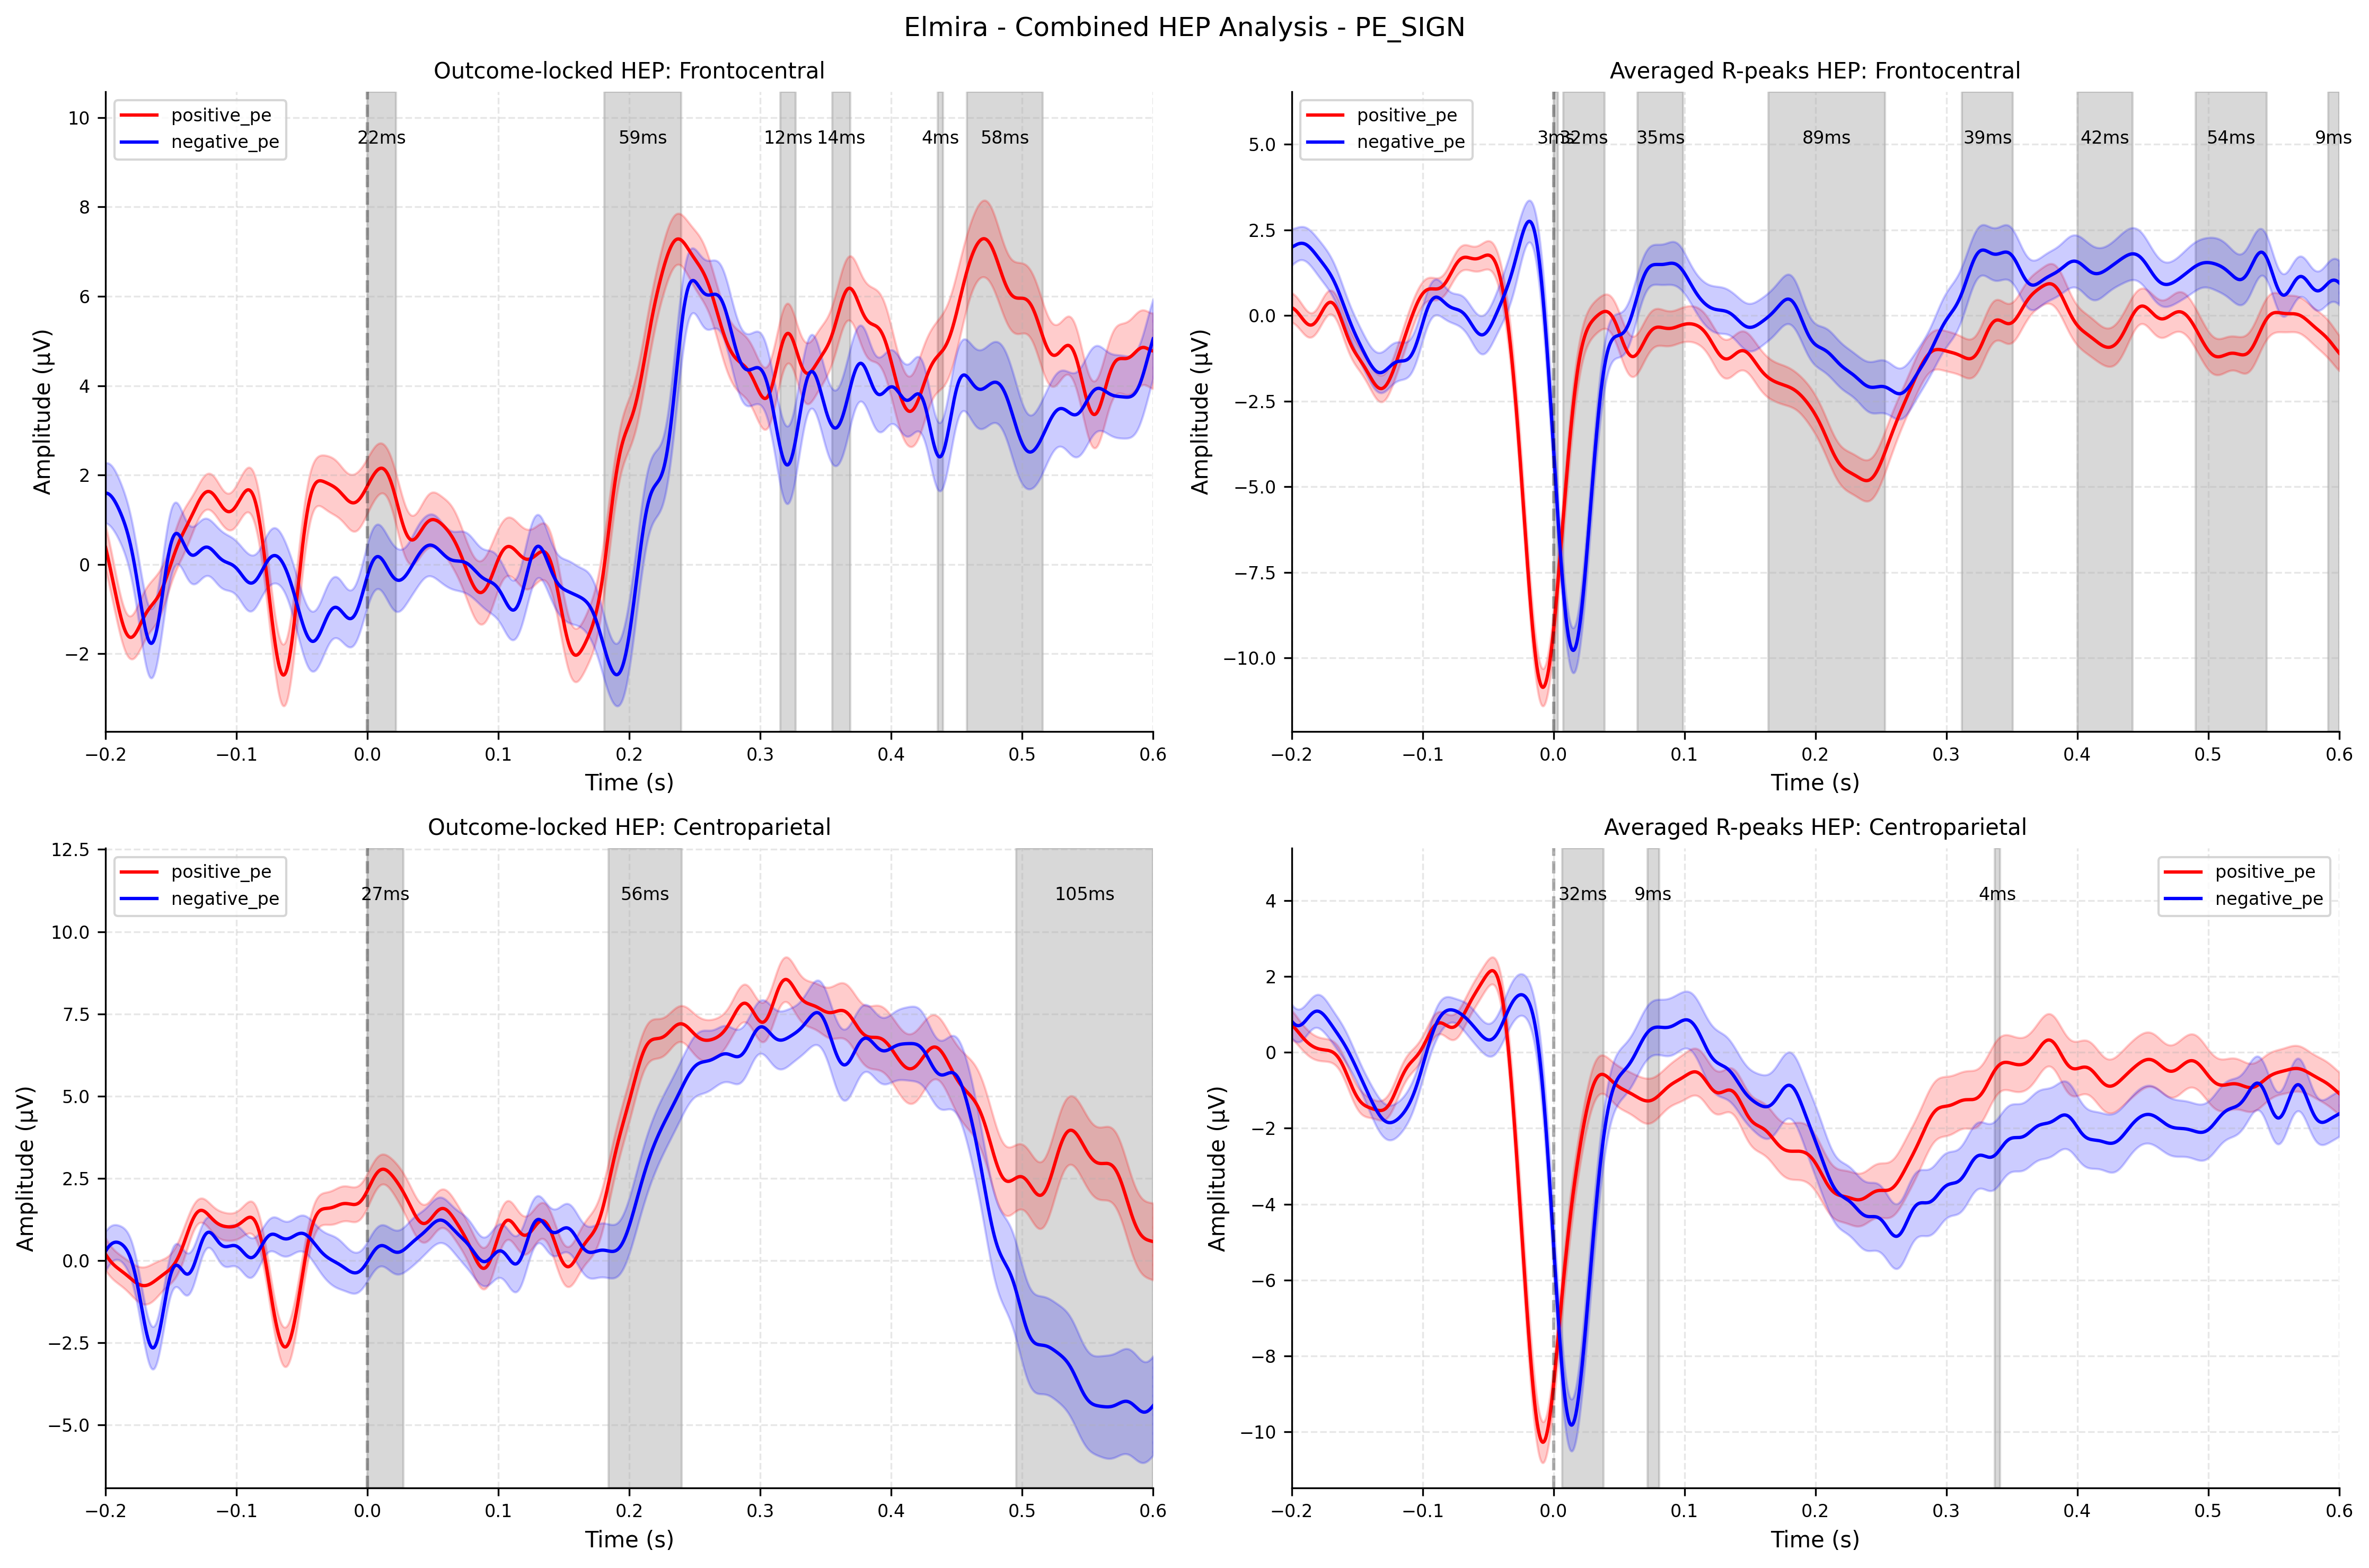 Elmira - Combined HEP Analysis - PE_SIGN
Outcome-locked HEP: Frontocentral
positive_pe
negative_pe
22ms
59ms
12ms
14ms
4ms
58ms
10
8
6
4
2
0
−2
Amplitude (µV)
−0.2
−0.1
0.0
0.1
0.2
0.3
0.4
0.5
0.6
Time (s)
Averaged R-peaks HEP: Frontocentral
positive_pe
negative_pe
3ms
32ms
35ms
89ms
39ms
42ms
54ms
9ms
5.0
2.5
0.0
−2.5
−5.0
−7.5
−10.0
Amplitude (µV)
−0.2
−0.1
0.0
0.1
0.2
0.3
0.4
0.5
0.6
Time (s)
Outcome-locked HEP: Centroparietal
positive_pe
negative_pe
27ms
56ms
105ms
12.5
10.0
7.5
5.0
2.5
0.0
−2.5
−5.0
Amplitude (µV)
−0.2
−0.1
0.0
0.1
0.2
0.3
0.4
0.5
0.6
Time (s)
Averaged R-peaks HEP: Centroparietal
positive_pe
negative_pe
32ms
9ms
4ms
4
2
0
−2
−4
−6
−8
−10
Amplitude (µV)
−0.2
−0.1
0.0
0.1
0.2
0.3
0.4
0.5
0.6
Time (s)